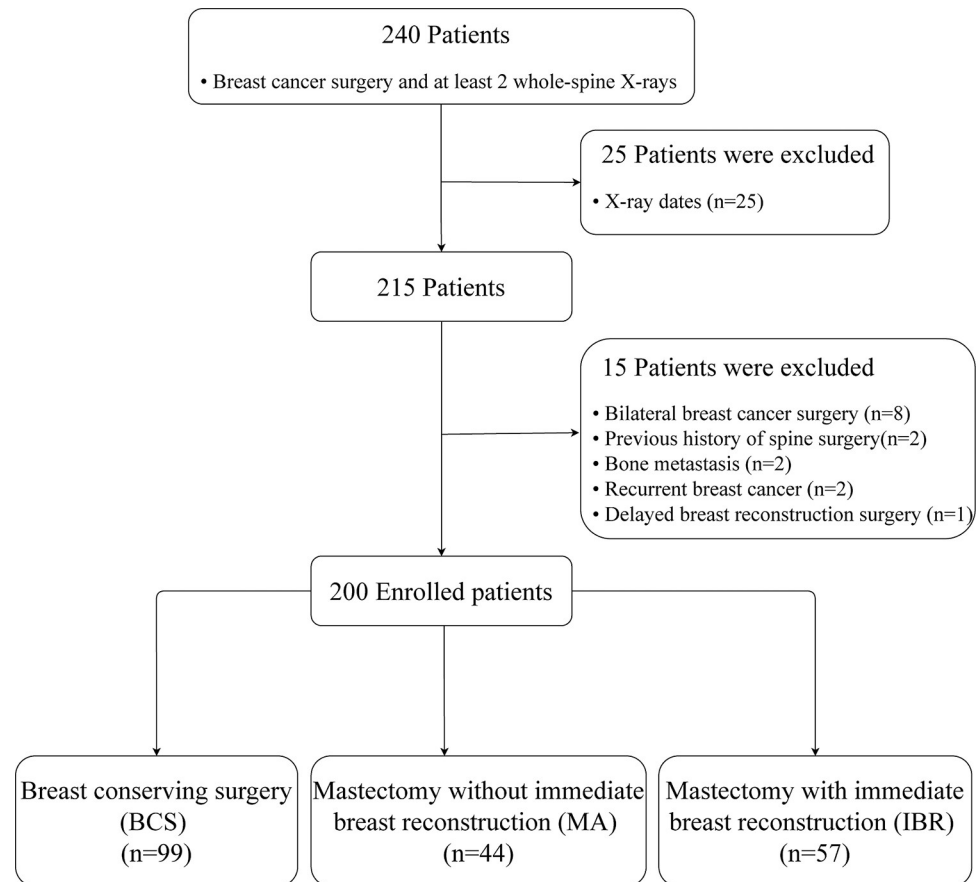 240 Patients
• Breast cancer surgery and at least 2 whole-spine X-rays
25 Patients were excluded
• X-ray dates (n=25)
215 Patients
15 Patients were excluded
• Bilateral breast cancer surgery (n=8)
• Previous history of spine surgery(n=2)
• Bone metastasis (n=2)
• Recurrent breast cancer (n=2)
• Delayed breast reconstruction surgery (n=1)
200 Enrolled patients
Breast conserving surgery
(BCS)
(n=99)
Mastectomy without immediate
breast reconstruction (MA)
(n=44)
Mastectomy with immediate
breast reconstruction (IBR)
(n=57)